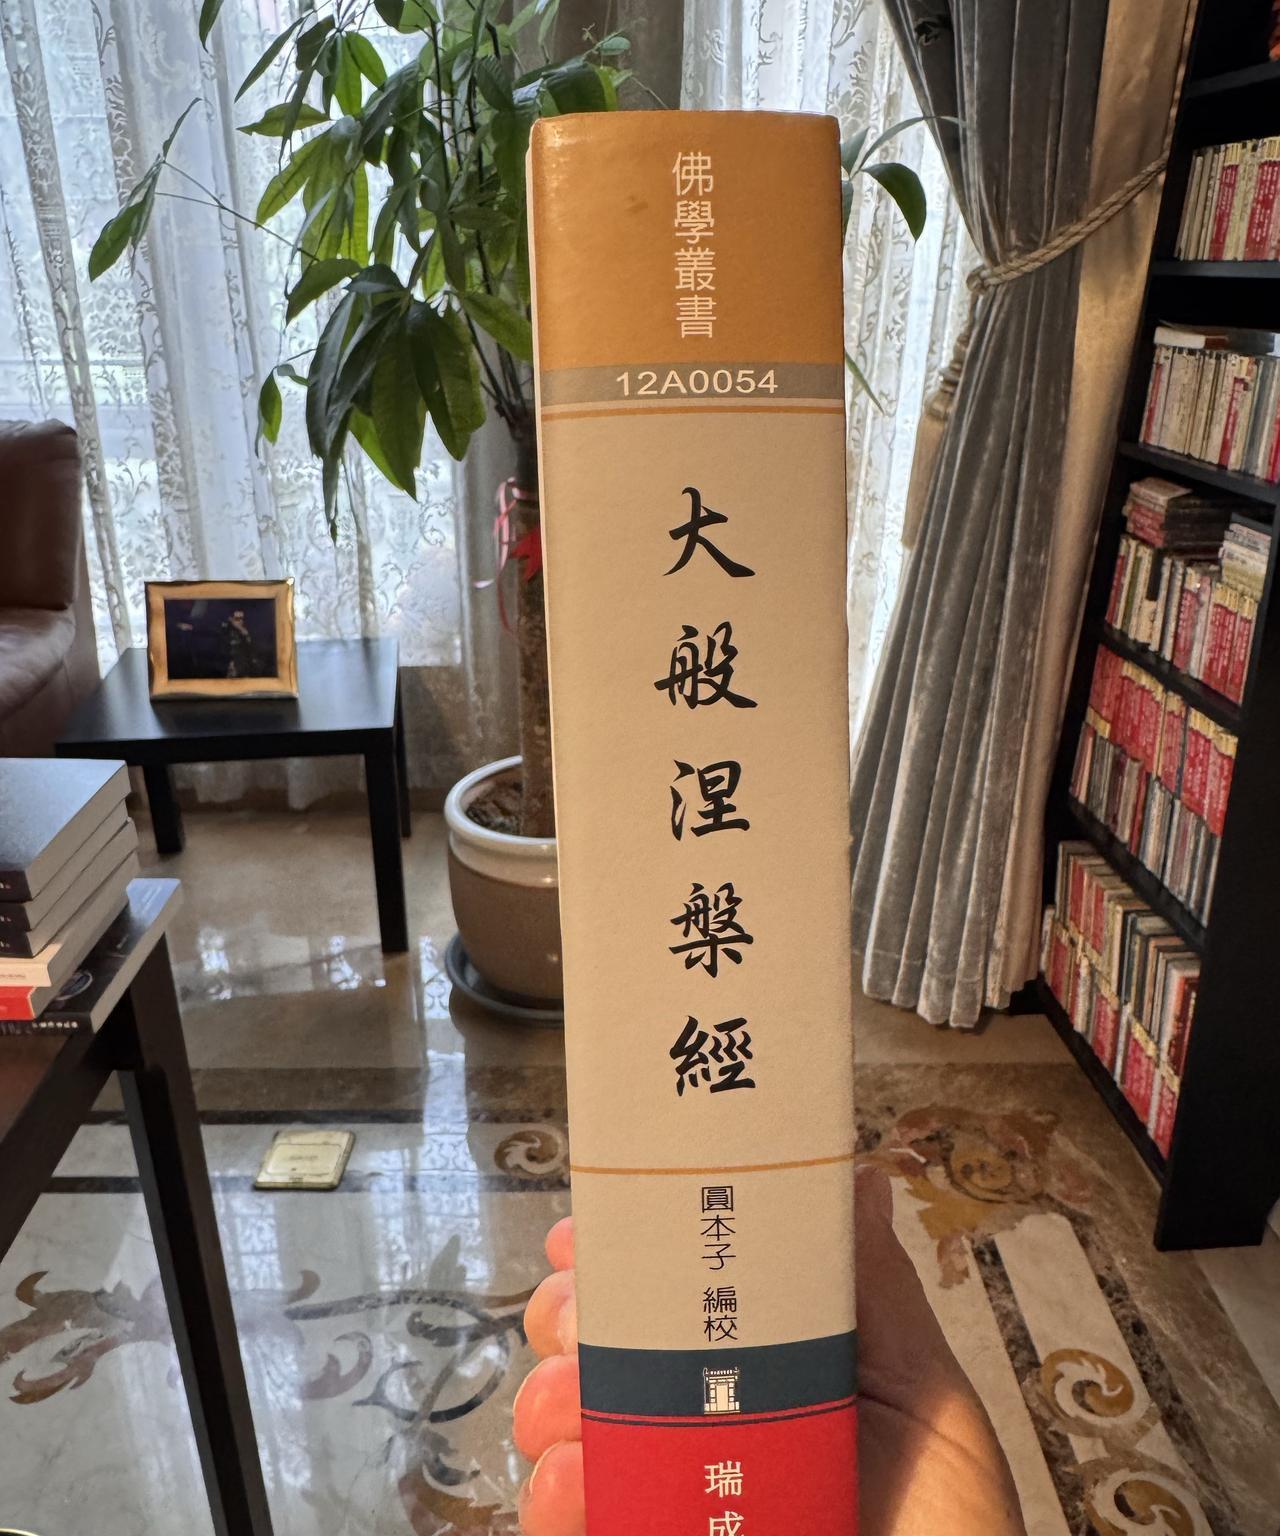 佛學叢書
12A0054
大般涅槃經
圓本子 編校
瑞成